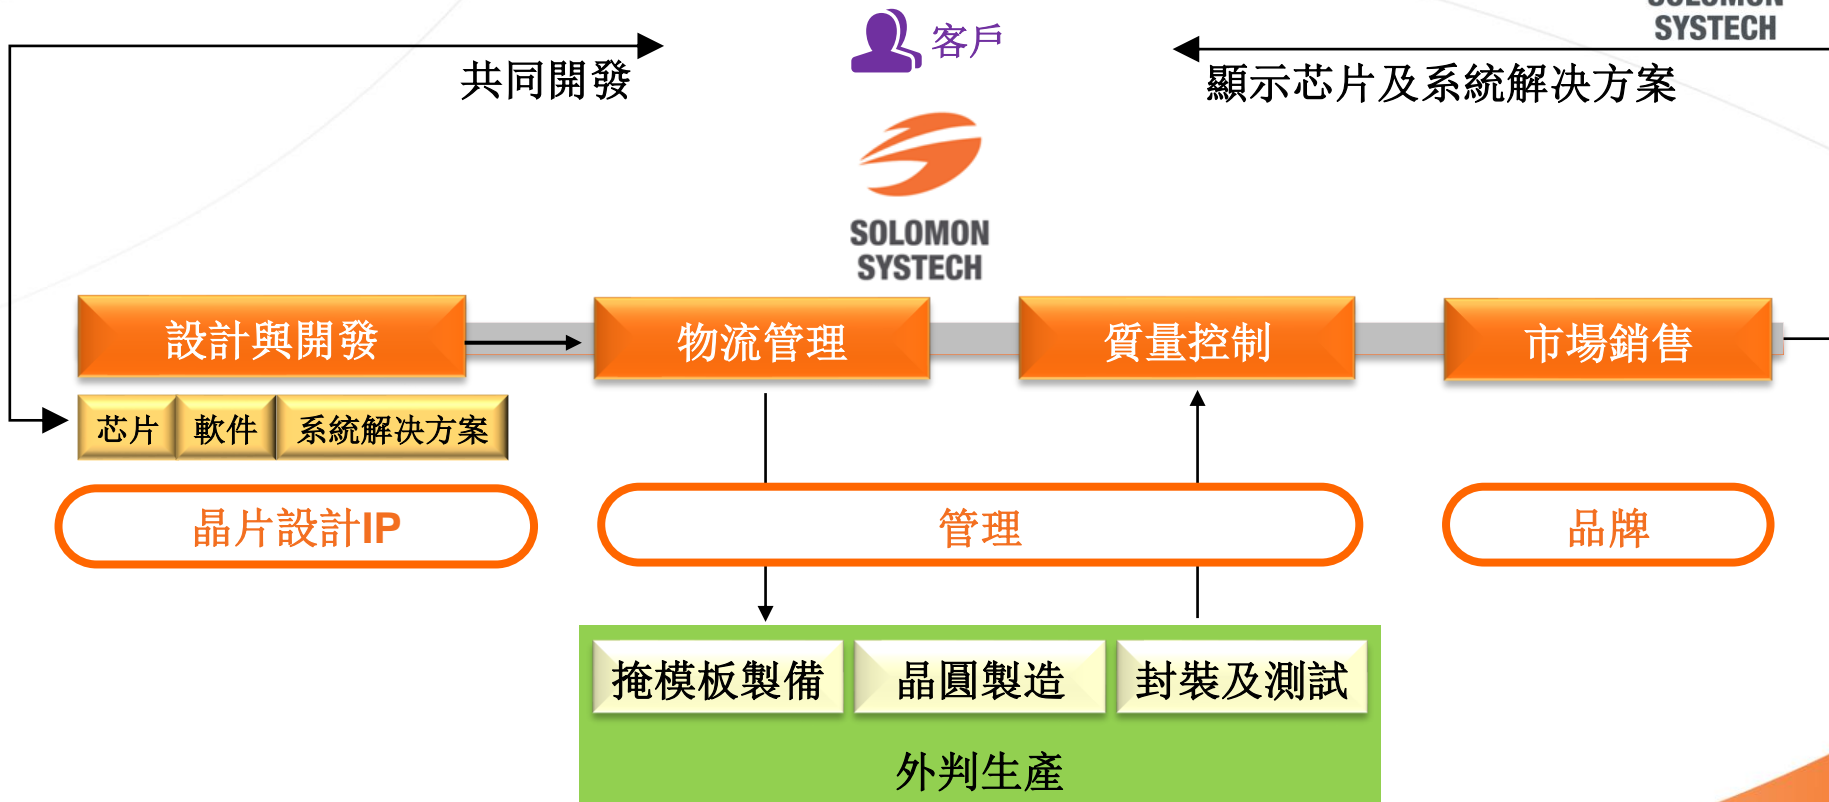 SOLOMON
SYSTECH
客戶
共同開發
顯示芯片及系統解决方案
SOLOMON
SYSTECH
設計與開發
物流管理
質量控制
市場銷售
芯片
軟件
系統解决方案
晶片設計IP
管理
品牌
掩模板製備
晶圓製造
封裝及測試
外判生產